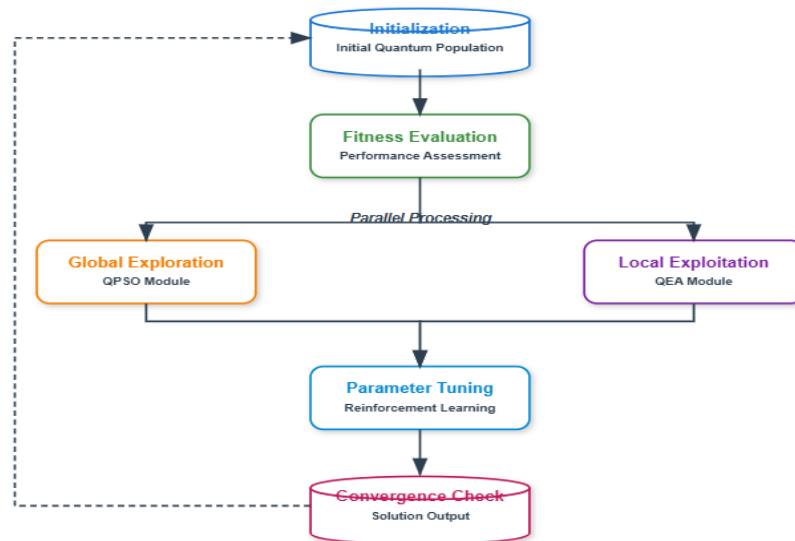 Initialization
Initial Quantum Population
Fitness Evaluation
Performance Assessment
Parallel Processing
Global Exploration
QPSO Module
Local Exploitation
QEA Module
Parameter Tuning
Reinforcement Learning
Convergence Check
Solution Output